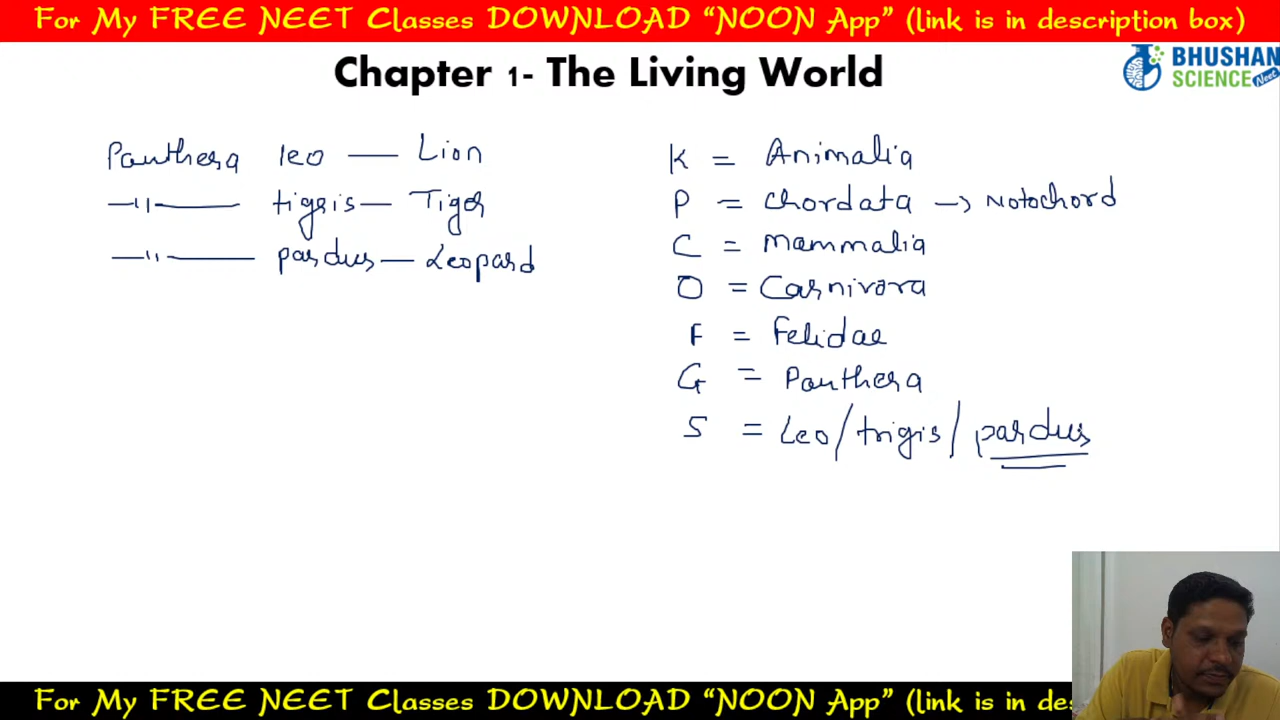 For My FREE NEET Classes DOWNLOAD “NOON App” (link is in description box)
Chapter 1- The Living World
BHUSHAN
SCIENCE Neet
Panthera leo — Lion
—〃— tigris — Tiger
—〃— pardus — Leopard
K = Animalia
P = Chordata → Notochord
C = Mammalia
O = Carnivora
F = Felidae
G = Panthera
S = Leo/trigis/pardus
For My FREE NEET Classes DOWNLOAD “NOON App” (link is in des